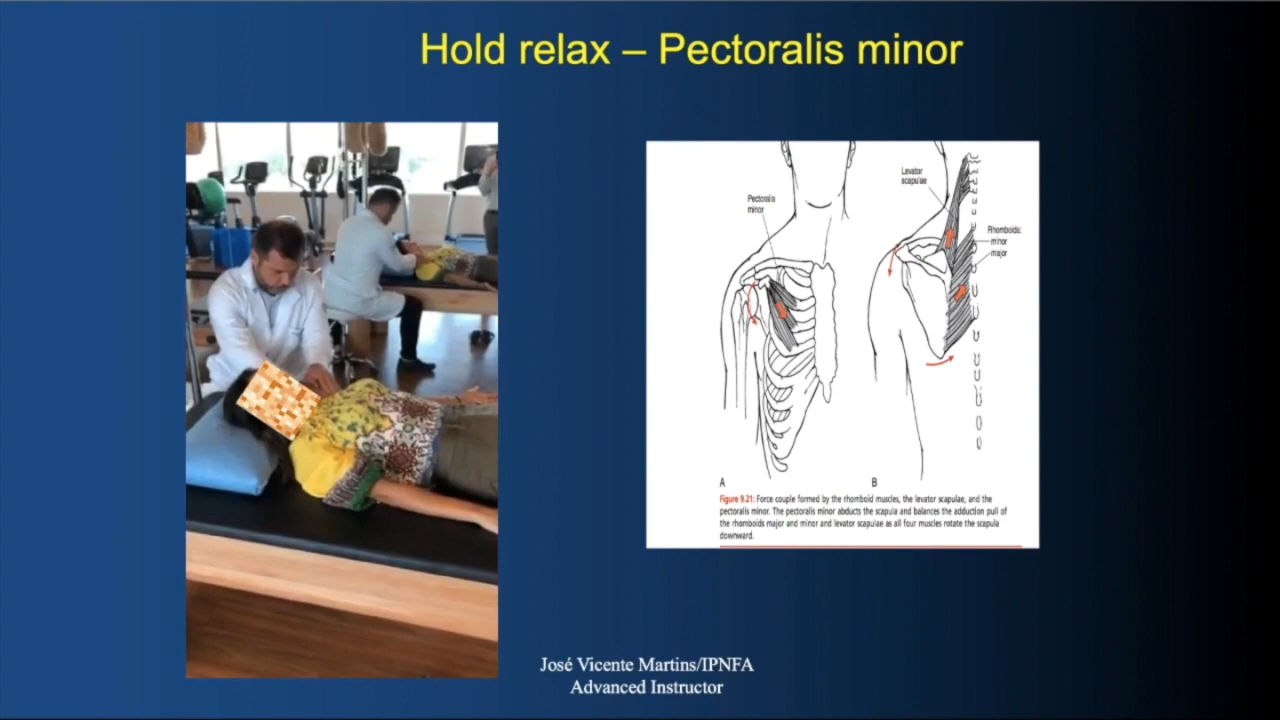 Hold relax – Pectoralis minor
Levator
scapulae
Pectoralis
minor
Rhomboids:
minor
major
A
B
Figure 9.21: Force couple formed by the rhomboid muscles, the levator scapulae, and the
pectoralis minor. The pectoralis minor abducts the scapula and balances the adduction pull of
the rhomboids major and minor and levator scapulae as all four muscles rotate the scapula
downward.
José Vicente Martins/IPNFA
Advanced Instructor